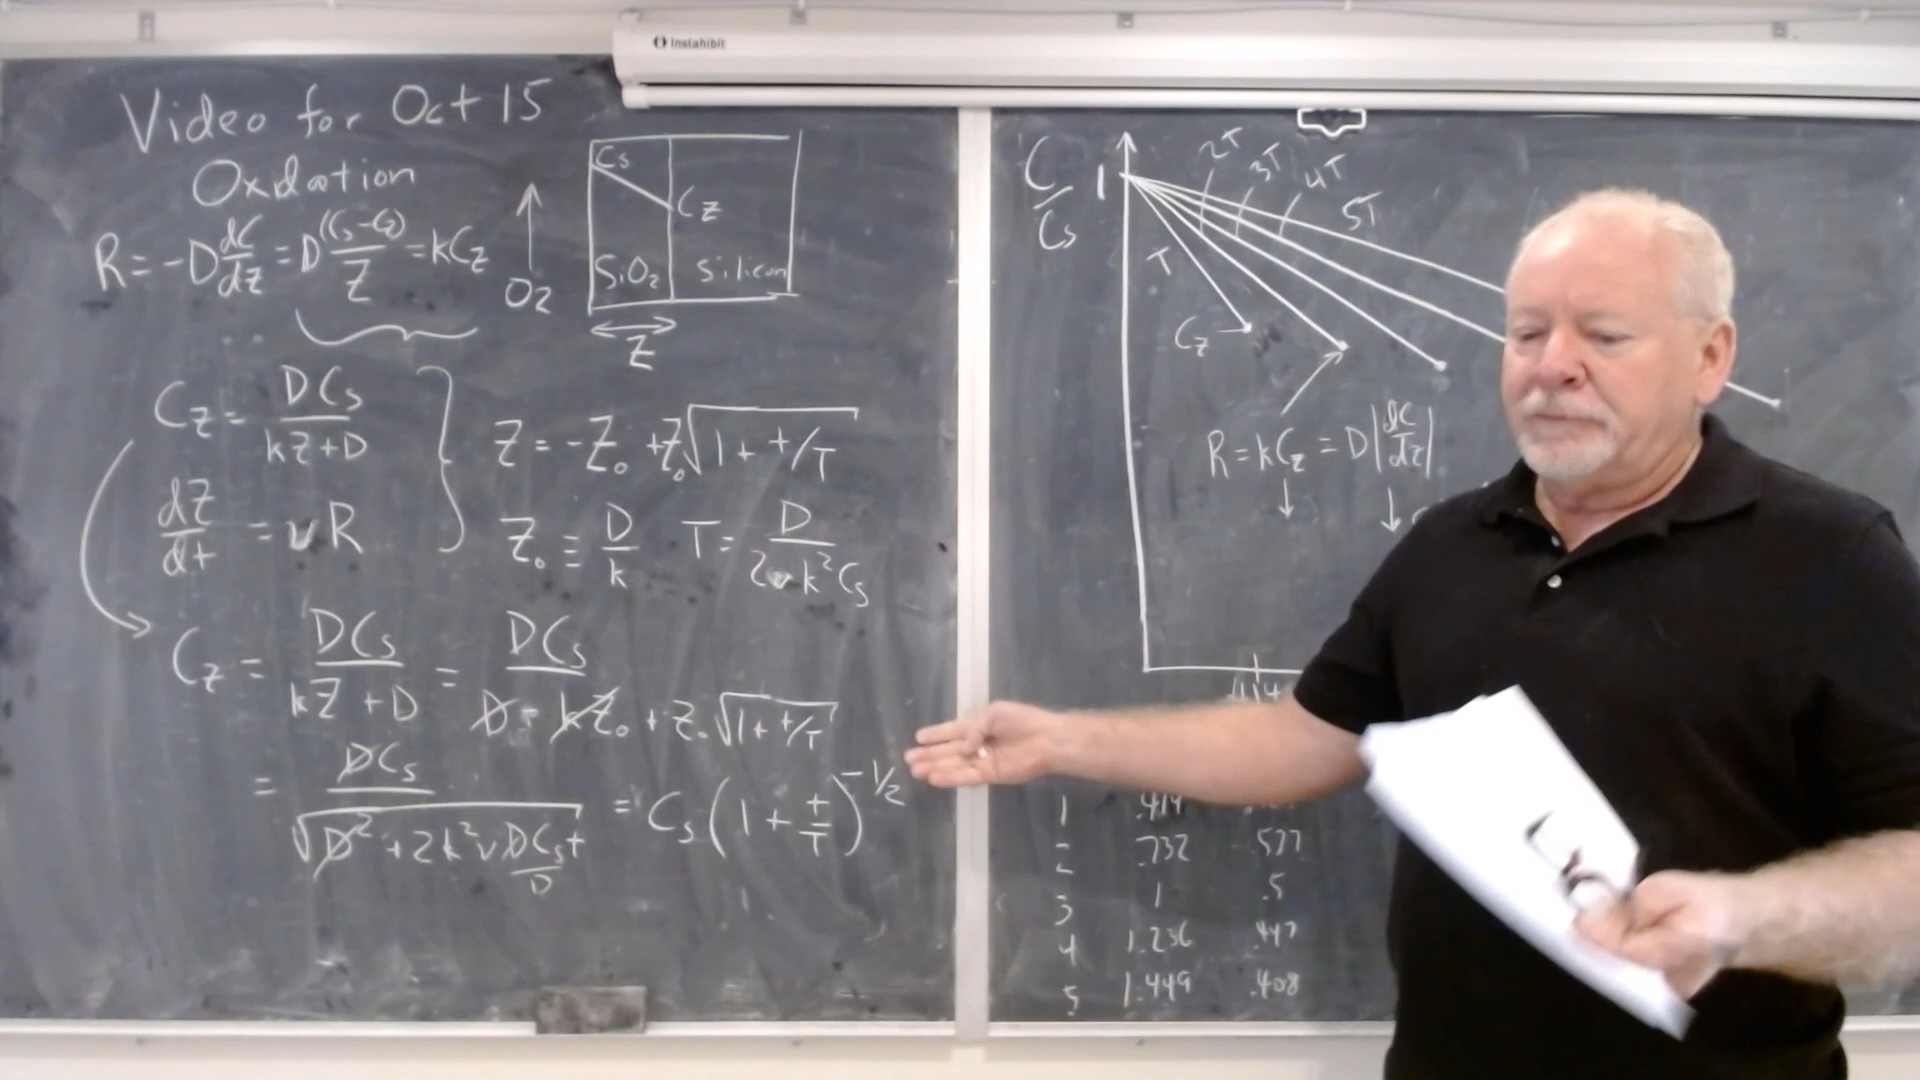 Instahibit
Video for Oct 15
Oxidation
R = -D dC/dz = D (Cs - Cz)/Z = kCz
O2
Cs
Cz
SiO2 Silicon
Z
Cz = DCs/(kZ+D)
dZ/dt = vR
Z = -Z0 + Z0√(1 + t/T)
Z0 ≡ D/k T = D/(2vk²Cs)
Cz = DCs/(kZ + D) = DCs/(D - kZ0 + Z0√(1 + t/T))
= DCs/√(D² + 2k²vDCst/D) = Cs(1 + t/T)^-1/2
C/Cs 1
2T
3T
4T
5T
T
Cz
R = kCz = D|dC/dz|
↓ ↓
1 .414
2 .732 .577
3 1 .5
4 1.236 .447
5 1.449 .408